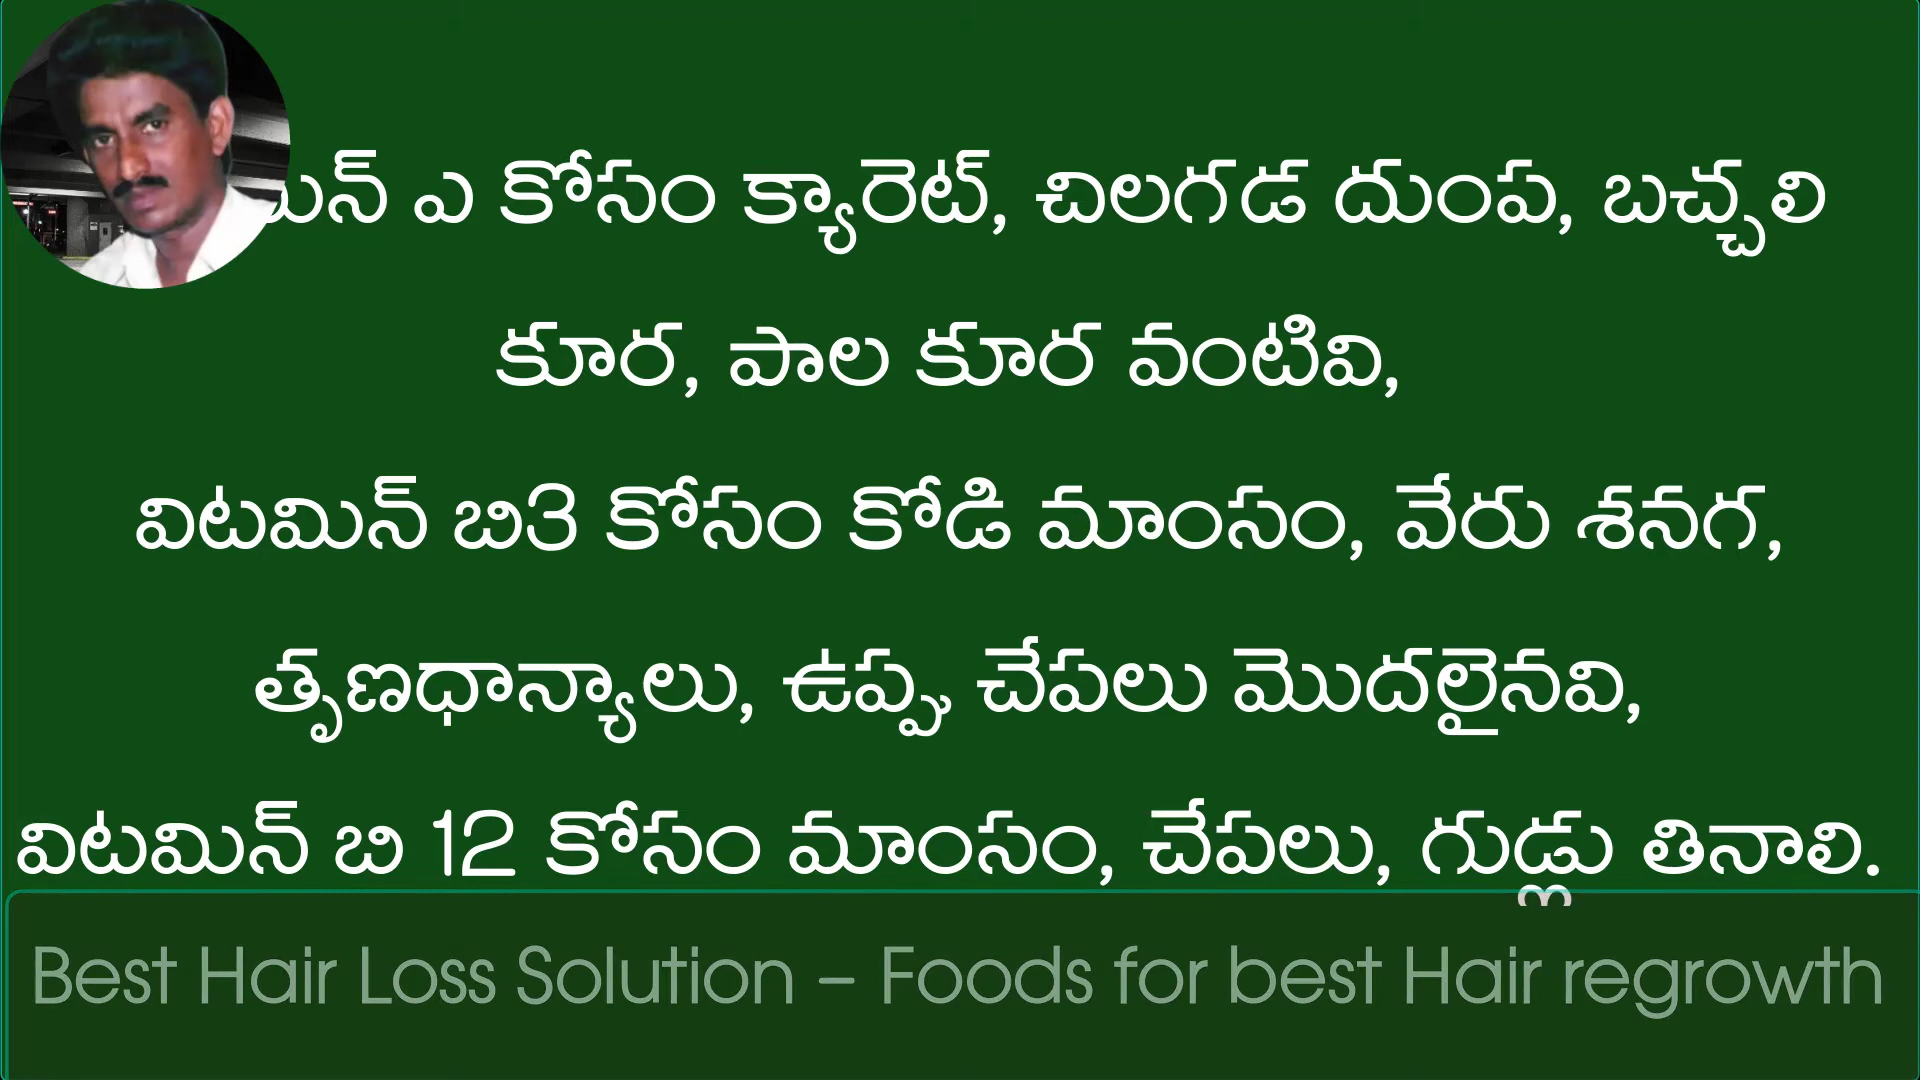 ఎ కోసం క్యారెట్, చిలగడ దుంప, బచ్చలి
కూర, పాల కూర వంటివి,
విటమిన్ బి3 కోసం కోడి మాంసం, వేరు శనగ,
తృణధాన్యాలు, ఉప్పు చేపలు మొదలైనవి,
విటమిన్ బి 12 కోసం మాంసం, చేపలు, గుడ్లు తినాలి.
Best Hair Loss Solution – Foods for best Hair regrowth